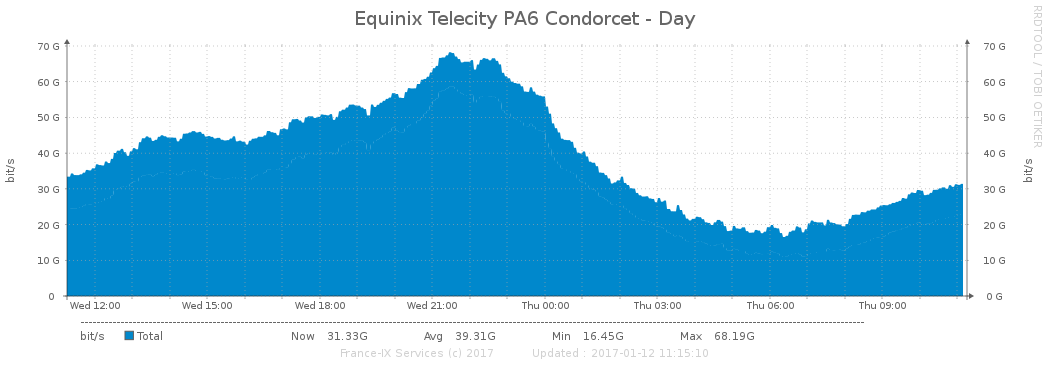 Equinix Telecity PA6 Condorcet - Day
RRDTOOL / TOBI OETIKER
70 G 70 G
60 G 60 G
50 G 50 G
40 G 40 G
30 G 30 G
20 G 20 G
10 G 10 G
0 0 G
bit/s bit/s
Wed 12:00 Wed 15:00 Wed 18:00 Wed 21:00 Thu 00:00 Thu 03:00 Thu 06:00 Thu 09:00
bit/s Total Now 31.33G Avg 39.31G Min 16.45G Max 68.19G
France-IX Services (c) 2017 Updated : 2017-01-12 11:15:10